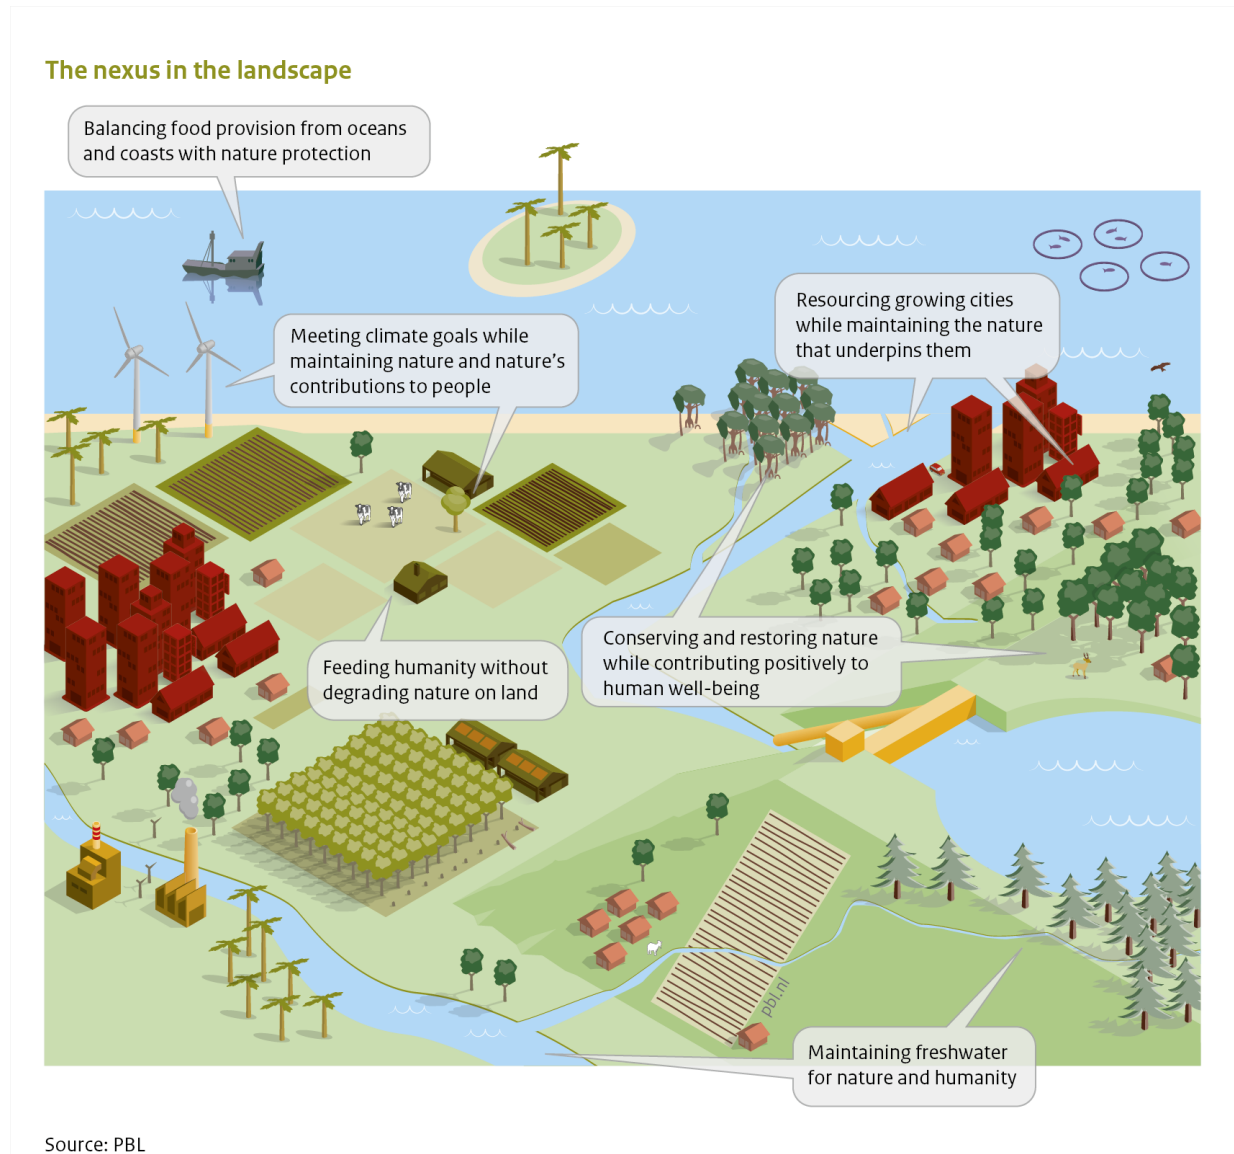 The nexus in the landscape
Balancing food provision from oceans
and coasts with nature protection
Resourcing growing cities
while maintaining the nature
that underpins them
Meeting climate goals while
maintaining nature and nature’s
contributions to people
Conserving and restoring nature
while contributing positively to
human well-being
Feeding humanity without
degrading nature on land
pbl.nl
Maintaining freshwater
for nature and humanity
Source: PBL